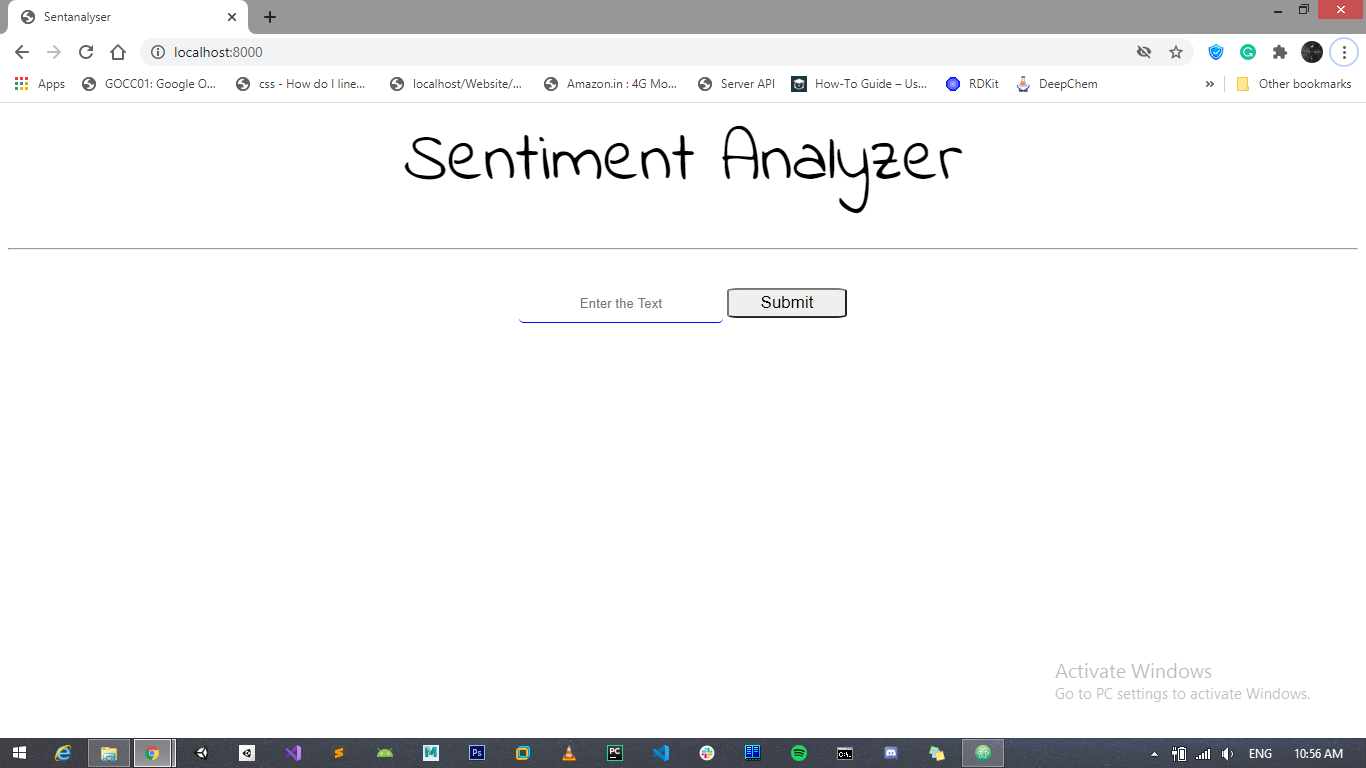 Sentanalyser
localhost:8000
Apps GOCC01: Google O... css - How do I line... localhost/Website/... Amazon.in : 4G Mo... Server API How-To Guide – Us... RDKit DeepChem » Other bookmarks
Sentiment Analyzer
Enter the Text Submit
Activate Windows
Go to PC settings to activate Windows.
ENG 10:56 AM